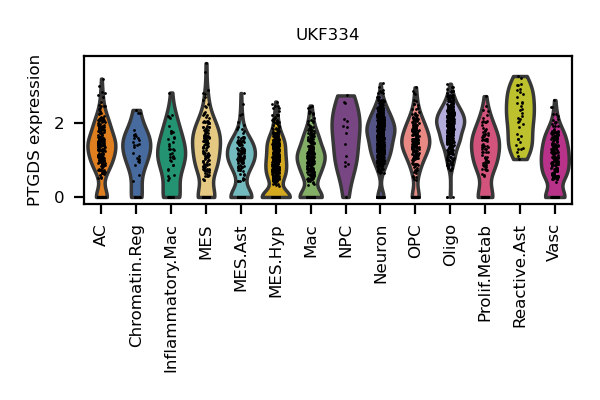 UKF334
PTGDS expression
2
0
AC
Chromatin.Reg
Inflammatory.Mac
MES
MES.Ast
MES.Hyp
Mac
NPC
Neuron
OPC
Oligo
Prolif.Metab
Reactive.Ast
Vasc